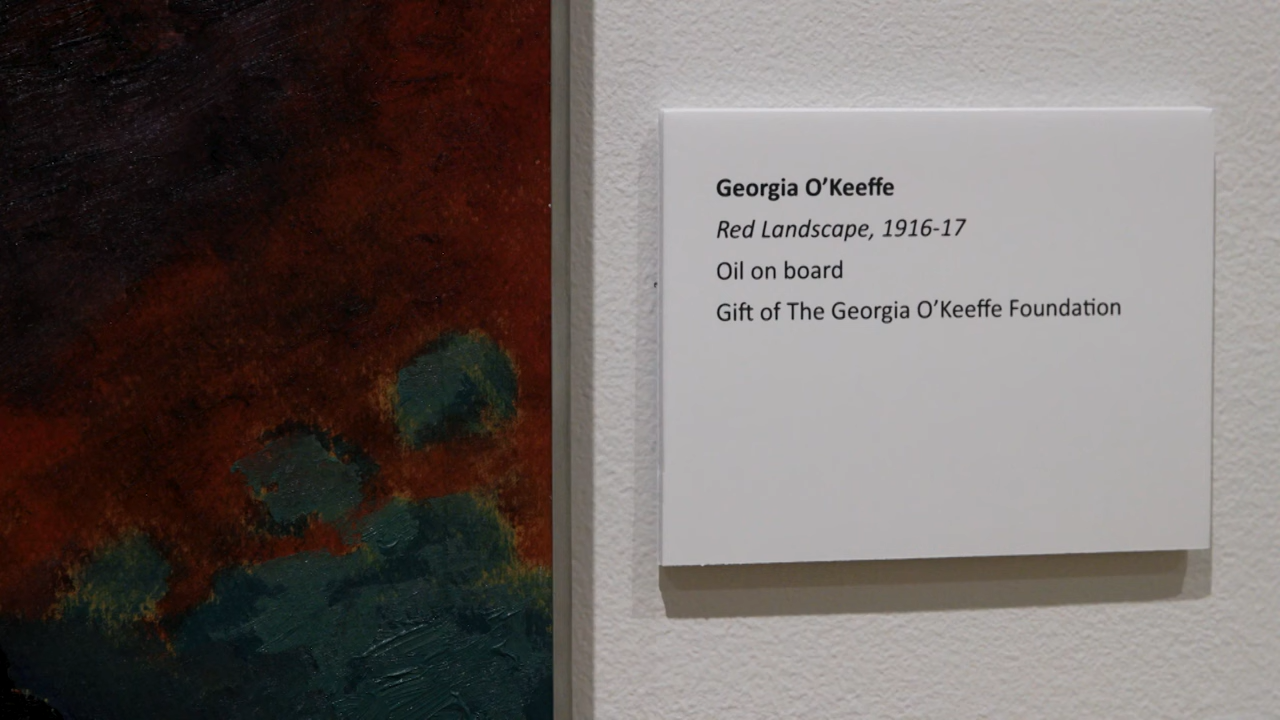 Georgia O’Keeffe
Red Landscape, 1916-17
Oil on board
Gift of The Georgia O’Keeffe Foundation